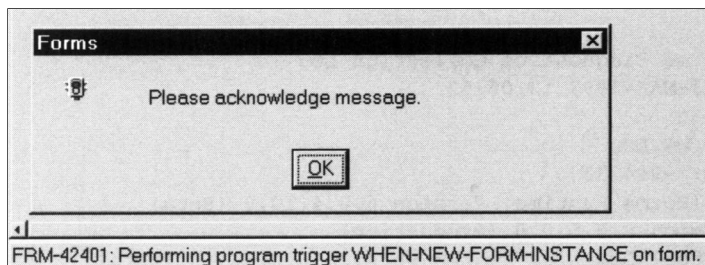 Forms
Please acknowledge message.
OK
FRM-42401: Performing program trigger WHEN-NEW-FORM-INSTANCE on form.